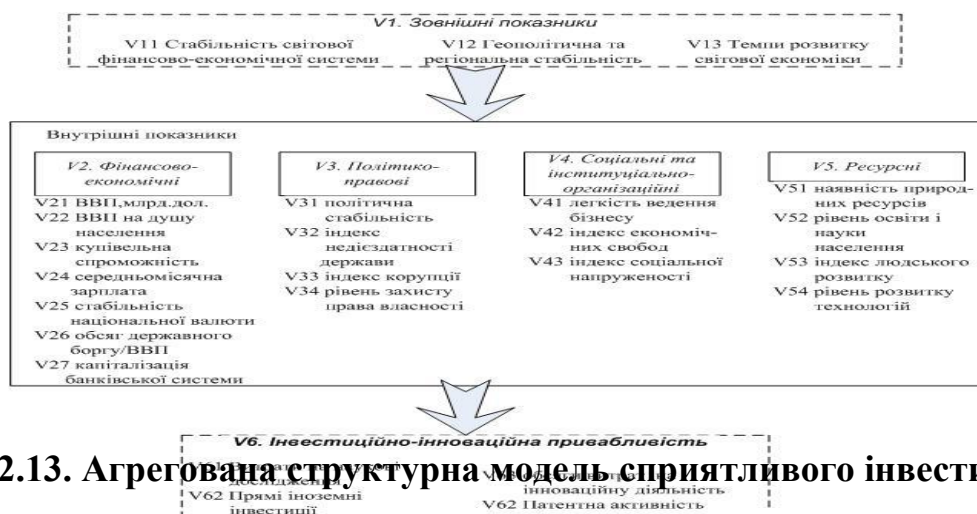 V1. Зовнішні показники
V11 Стабільність світової фінансово-економічної системи
V12 Геополітична та регіональна стабільність
V13 Темпи розвитку світової економіки
Внутрішні показники
V2. Фінансово-
економічні
V21 ВВП,млрд.дол.
V22 ВВП на душу
населення
V23 купівельна
спроможність
V24 середньомісячна
зарплата
V25 стабільність
національної валюти
V26 обсяг державного
боргу/ВВП
V27 капіталізація
банківської системи
V3. Політико-
правові
V31 політична
стабільність
V32 індекс
недієздатності
держави
V33 індекс корупції
V34 рівень захисту
права власності
V4. Соціальні та
інституціально-
організаційні
V41 легкість ведення
бізнесу
V42 індекс економіч-
них свобод
V43 індекс соціальної
напруженості
V5. Ресурсні
V51 наявність природ-
них ресурсів
V52 рівень освіти і
науки
населення
V53 індекс людського
розвитку
V54 рівень розвитку
технологій
V6. Інвестиційно-інноваційна привабливість
2.13. Агрегована структурна модель сприятливого інвести
дослідження
V62 Прямі іноземні
інвестиції
інноваційну діяльність
V62 Патентна активність